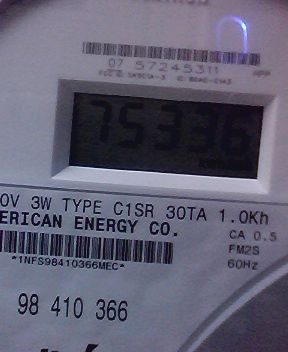 07 57245311
75336
0V 3W TYPE C1SR 30TA 1.0Kh
ERICAN ENERGY CO.
CA 0.5
FM2S
*1NFS98410366MEC*
60Hz
98 410 366